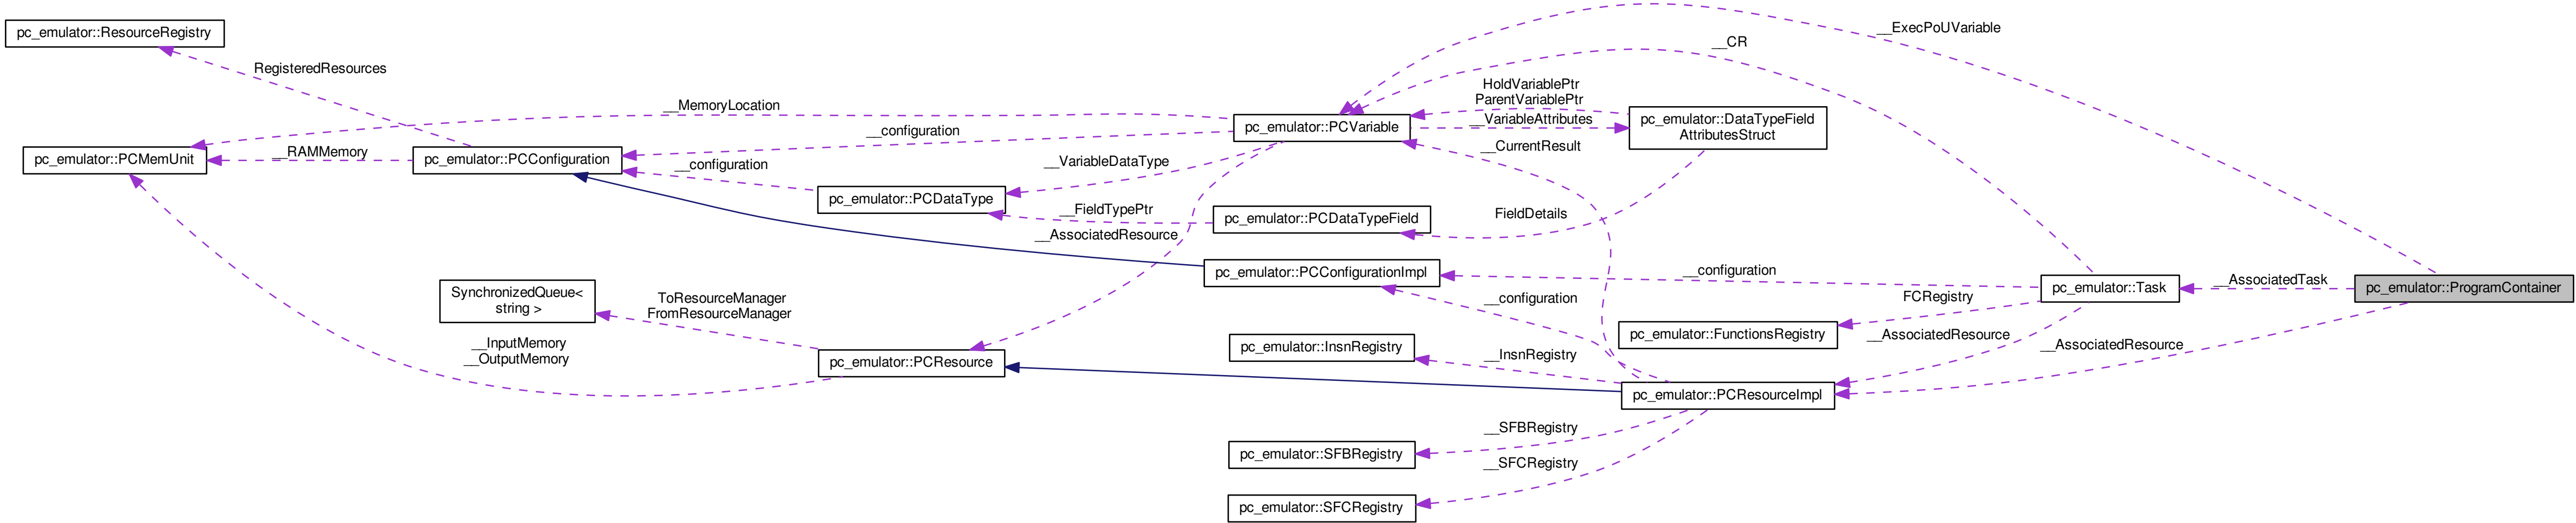 __ExecPoUVariable
pc_emulator::ResourceRegistry
__CR
RegisteredResources
HoldVariablePtr
ParentVariablePtr
__MemoryLocation
__VariableAttributes
pc_emulator::DataTypeField
AttributesStruct
pc_emulator::PCVariable
__configuration
__CurrentResult
pc_emulator::PCMemUnit
__RAMMemory
pc_emulator::PCConfiguration
__configuration
__VariableDataType
pc_emulator::PCDataType
__FieldTypePtr
pc_emulator::PCDataTypeField
FieldDetails
__AssociatedResource
pc_emulator::PCConfigurationImpl
__configuration
pc_emulator::Task
__AssociatedTask
pc_emulator::ProgramContainer
SynchronizedQueue<
string >
ToResourceManager
FromResourceManager
__configuration
FCRegistry
pc_emulator::FunctionsRegistry
__AssociatedResource
__AssociatedResource
__InputMemory
__OutputMemory
pc_emulator::PCResource
pc_emulator::InsnRegistry
__InsnRegistry
pc_emulator::PCResourceImpl
__SFBRegistry
pc_emulator::SFBRegistry
__SFCRegistry
pc_emulator::SFCRegistry